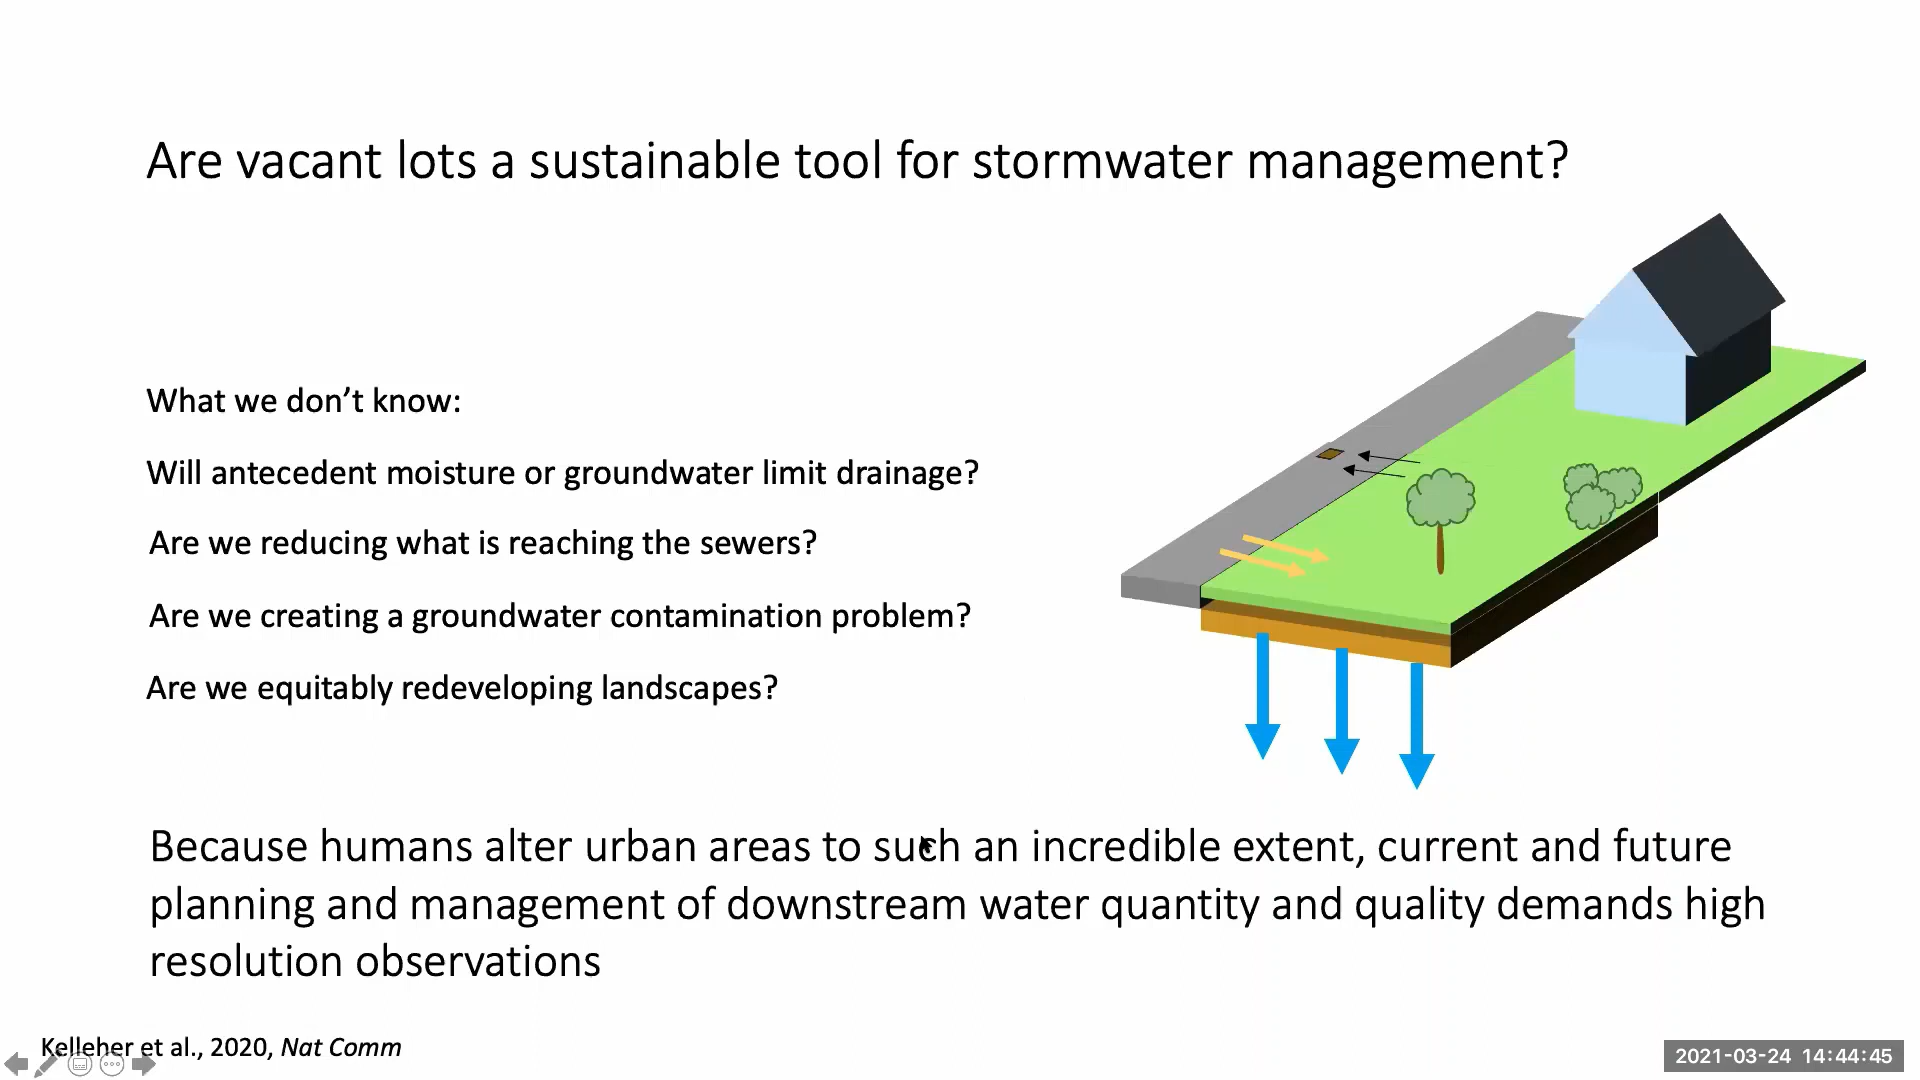 Are vacant lots a sustainable tool for stormwater management?
What we don’t know:
Will antecedent moisture or groundwater limit drainage?
Are we reducing what is reaching the sewers?
Are we creating a groundwater contamination problem?
Are we equitably redeveloping landscapes?
Because humans alter urban areas to such an incredible extent, current and future
planning and management of downstream water quantity and quality demands high
resolution observations
Kelleher et al., 2020, Nat Comm
2021-03-24 14:44:45